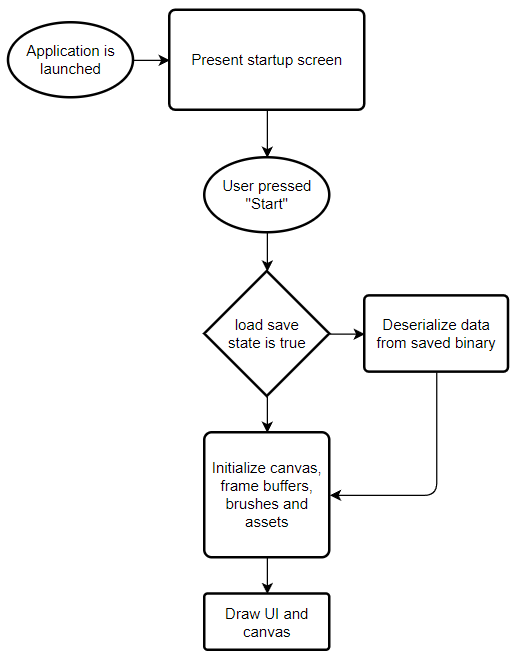 Application is
launched
Present startup screen
User pressed
"Start"
load save
state is true
Deserialize data
from saved binary
Initialize canvas,
frame buffers,
brushes and
assets
Draw UI and
canvas